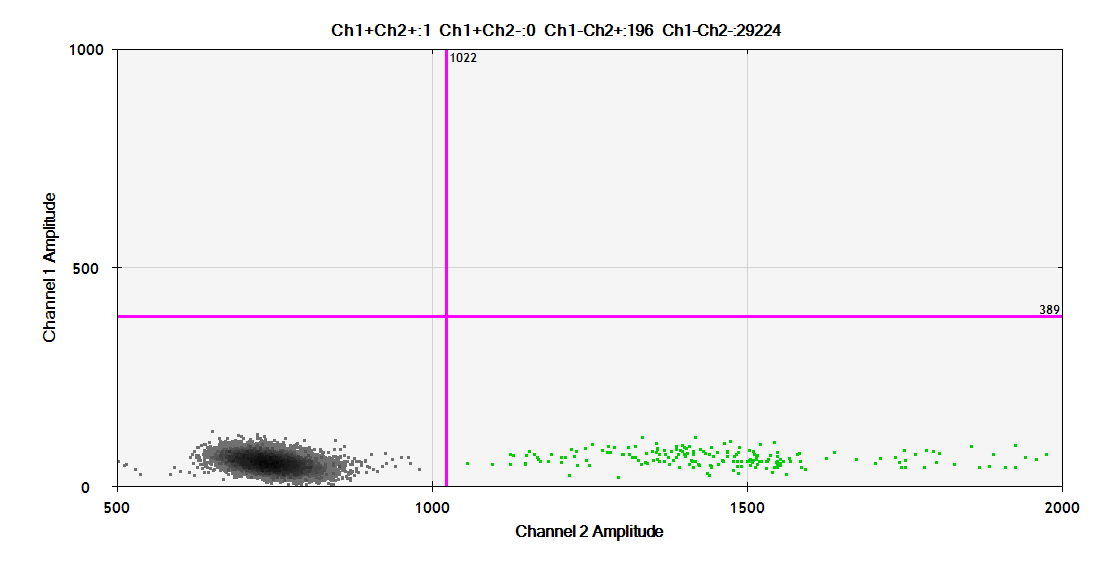 Ch1+Ch2+:1 Ch1+Ch2-:0 Ch1-Ch2+:196 Ch1-Ch2-:29224
1000
1022
Channel 1 Amplitude
500
389
0
500 1000 1500 2000
Channel 2 Amplitude